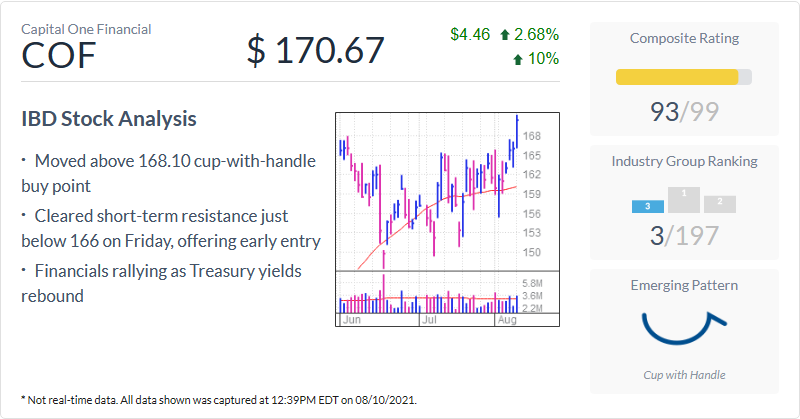 Capital One Financial
COF
$ 170.67
$4.46 2.68%
10%
IBD Stock Analysis
· Moved above 168.10 cup-with-handle
buy point
· Cleared short-term resistance just
below 166 on Friday, offering early entry
· Financials rallying as Treasury yields
rebound
168
165
162
159
156
153
150
5.8M
3.6M
2.2M
Jun Jul Aug
Composite Rating
93/99
Industry Group Ranking
3 1 2
3/197
Emerging Pattern
Cup with Handle
* Not real-time data. All data shown was captured at 12:39PM EDT on 08/10/2021.